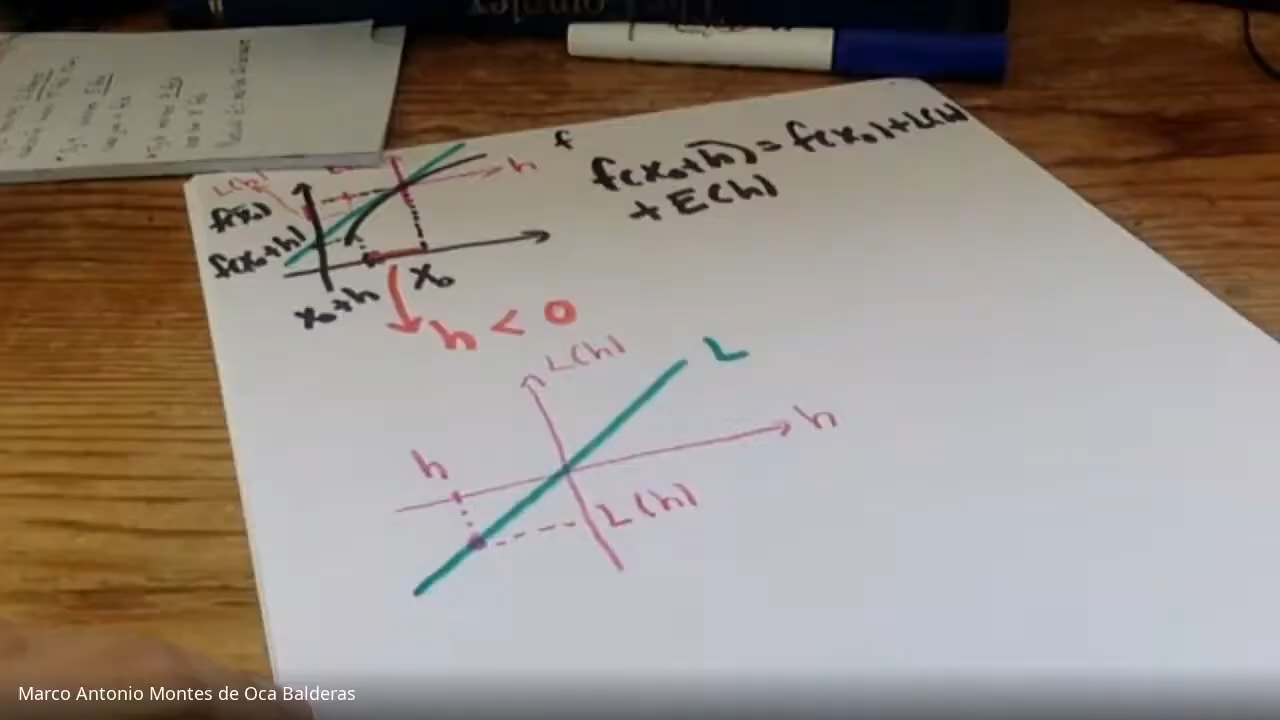 f
f(x₀+h) = f(x₀)+L(h)
+ E(h)
L(h)
h
f(x₀)
f(x₀+h)
x₀+h
x₀
h < 0
L(h)
L
h
h
L(h)
Marco Antonio Montes de Oca Balderas